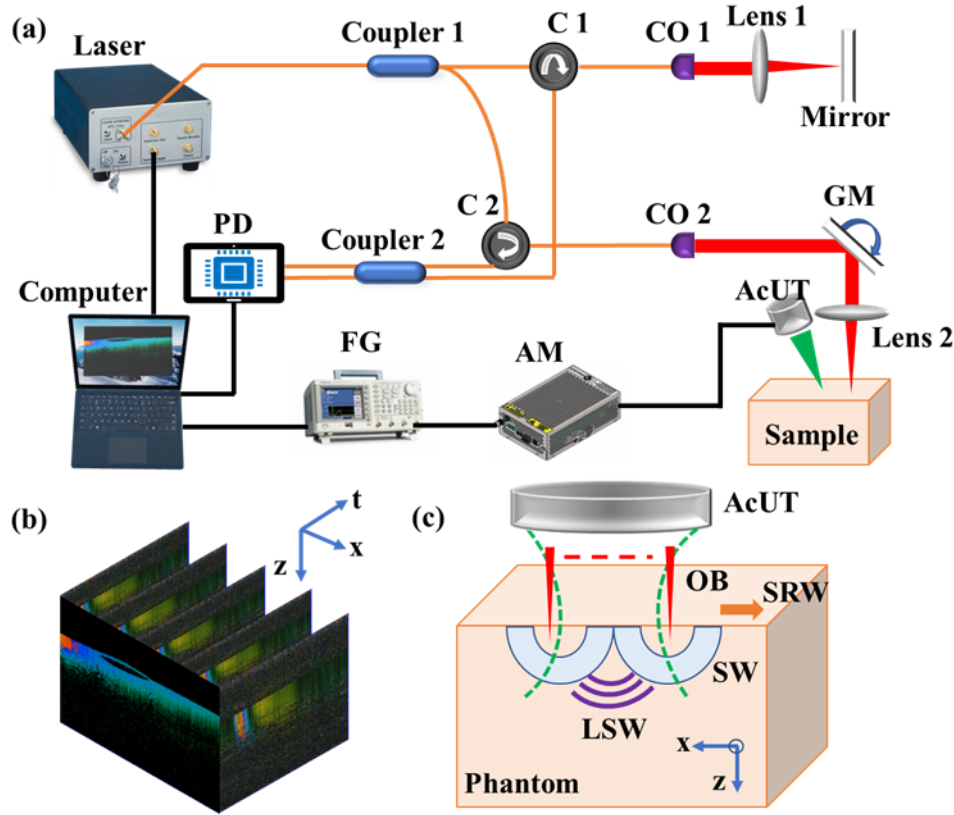 (a)
Laser
Coupler 1
C 1
CO 1
Lens 1
Mirror
C 2
CO 2
GM
PD
Coupler 2
Computer
AcUT
Lens 2
FG
AM
Sample
(b)
t
x
z
(c)
AcUT
OB
SRW
SW
LSW
x
z
Phantom